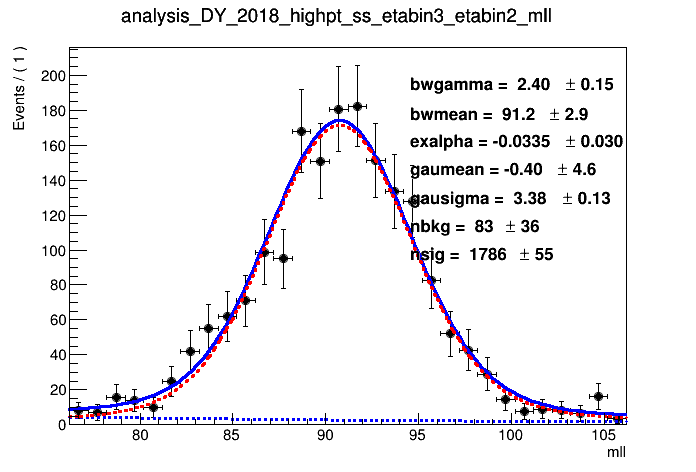 analysis_DY_2018_highpt_ss_etabin3_etabin2_mll
Events / ( 1 )
bwgamma = 2.40 ± 0.15
bwmean = 91.2 ± 2.9
exalpha = -0.0335 ± 0.030
gaumean = -0.40 ± 4.6
gausigma = 3.38 ± 0.13
nbkg = 83 ± 36
nsig = 1786 ± 55
200
180
160
140
120
100
80
60
40
20
0
80 85 90 95 100 105
mll